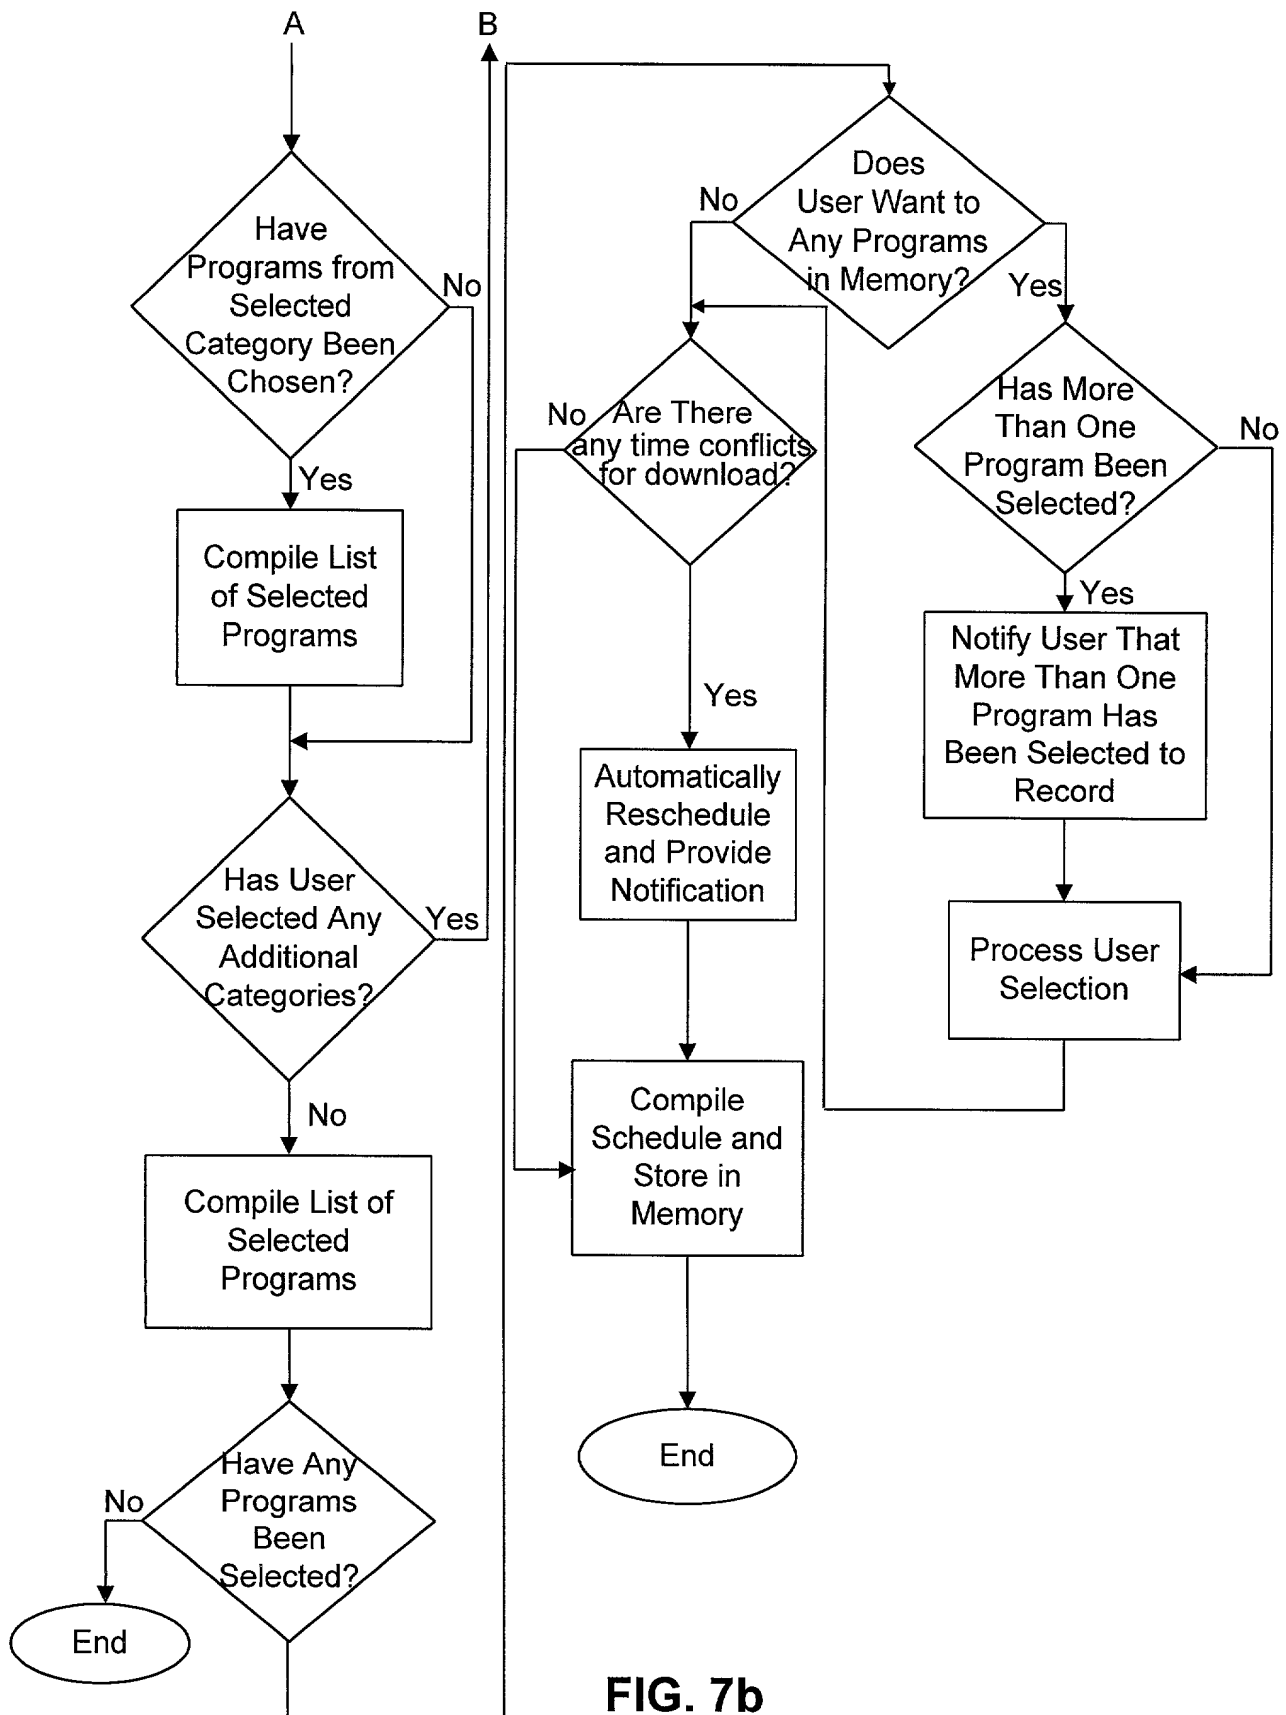 A
Have
Programs from
Selected
Category Been
Chosen?
No
Yes
Compile List
of Selected
Programs
Has User
Selected Any
Additional
Categories?
Yes
No
Compile List of
Selected
Programs
Have Any
Programs
Been
Selected?
No
End
B
Does
User Want to
Any Programs
in Memory?
No
Yes
Are There
any time conflicts
for download?
No
Yes
Automatically
Reschedule
and Provide
Notification
Compile
Schedule and
Store in
Memory
End
Has More
Than One
Program Been
Selected?
No
Yes
Notify User That
More Than One
Program Has
Been Selected to
Record
Process User
Selection
FIG. 7b